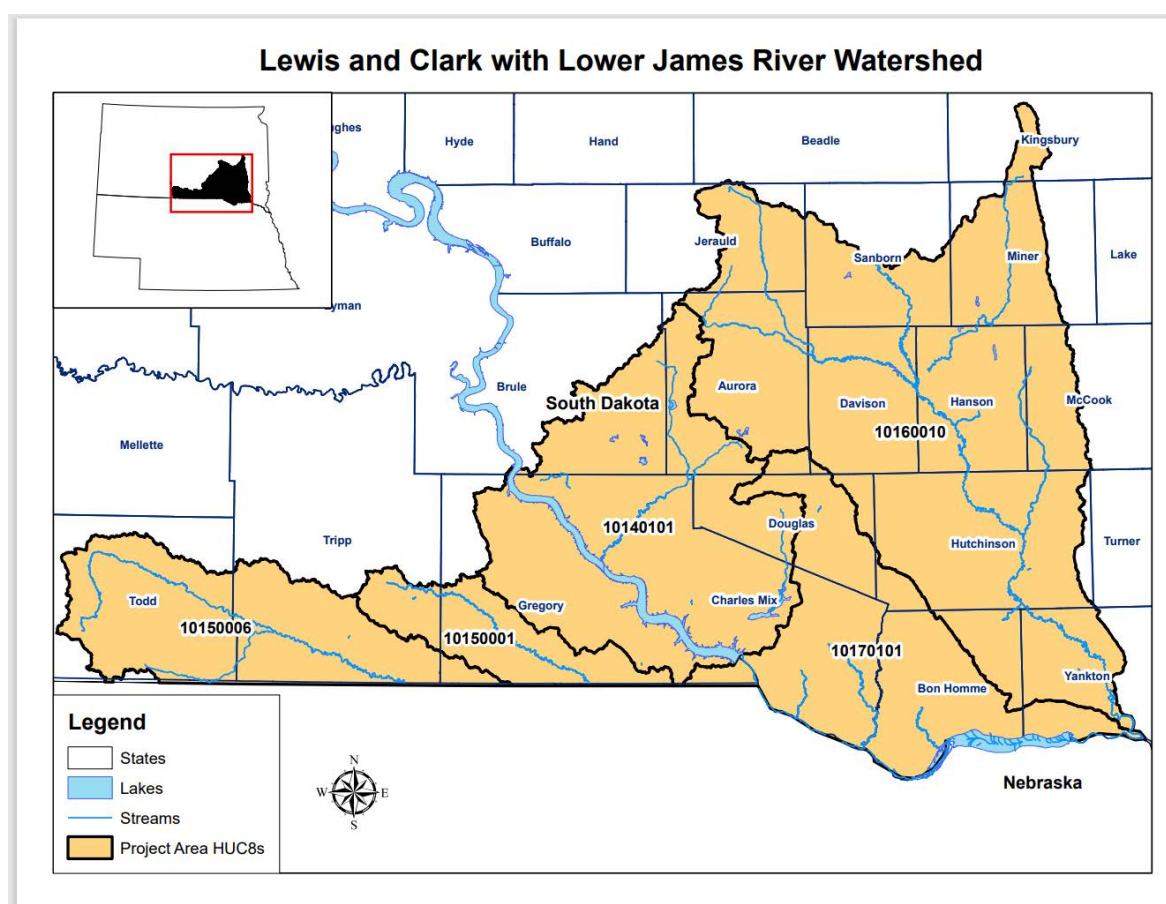 Lewis and Clark with Lower James River Watershed
ughes
Hyde
Hand
Beadle
Kingsbury
Buffalo
Jerauld
Sanborn
Miner
Lake
yman
Brule
South Dakota
Aurora
Davison
Hanson
McCook
10160010
Mellette
10140101
Douglas
Tripp
Hutchinson
Turner
Todd
Gregory
Charles Mix
10150006
10150001
10170101
Bon Homme
Yankton
Nebraska
Legend
States
Lakes
Streams
Project Area HUC8s
N
W
E
S